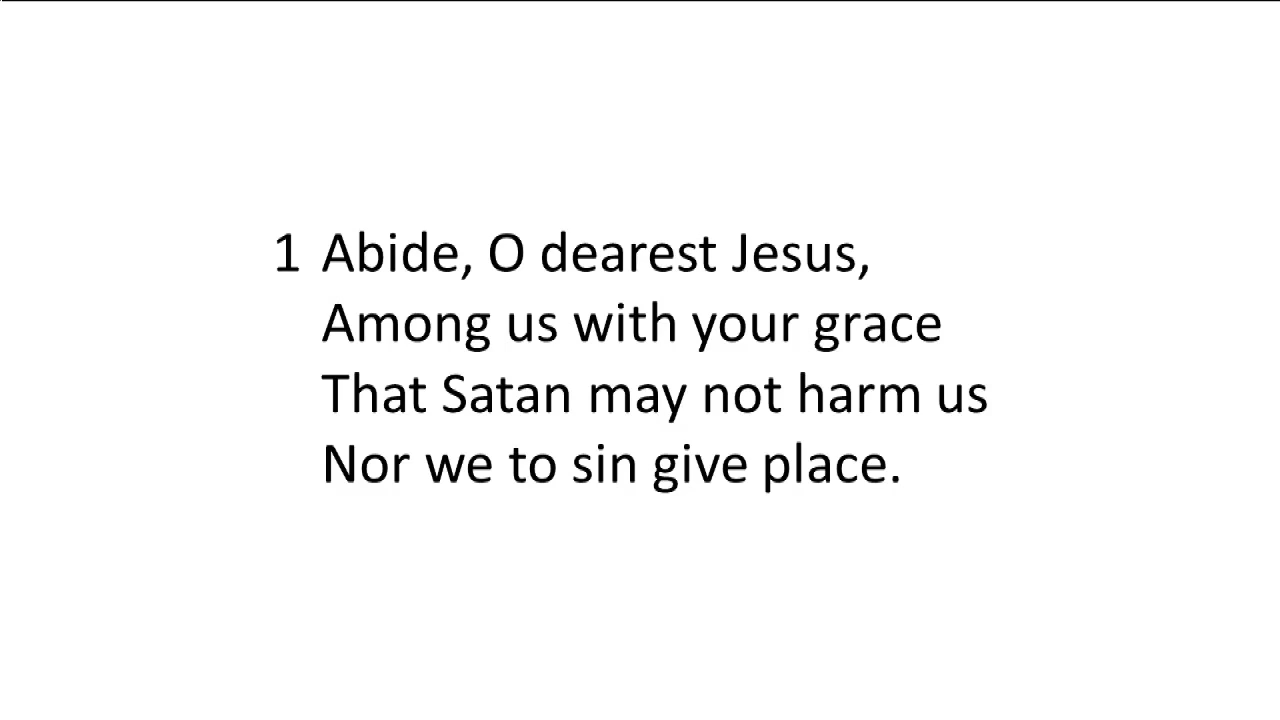 1 Abide, O dearest Jesus,
Among us with your grace
That Satan may not harm us
Nor we to sin give place.